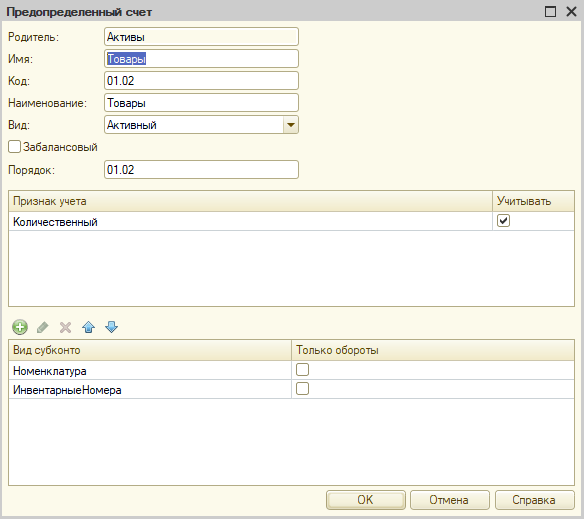 Предопределенный счет
Родитель: Активы
Имя: Товары
Код: 01.02
Наименование: Товары
Вид: Активный
Забалансовый
Порядок: 01.02
Признак учета Учитывать
Количественный
Вид субконто Только обороты
Номенклатура
ИнвентарныеНомера
OK Отмена Справка